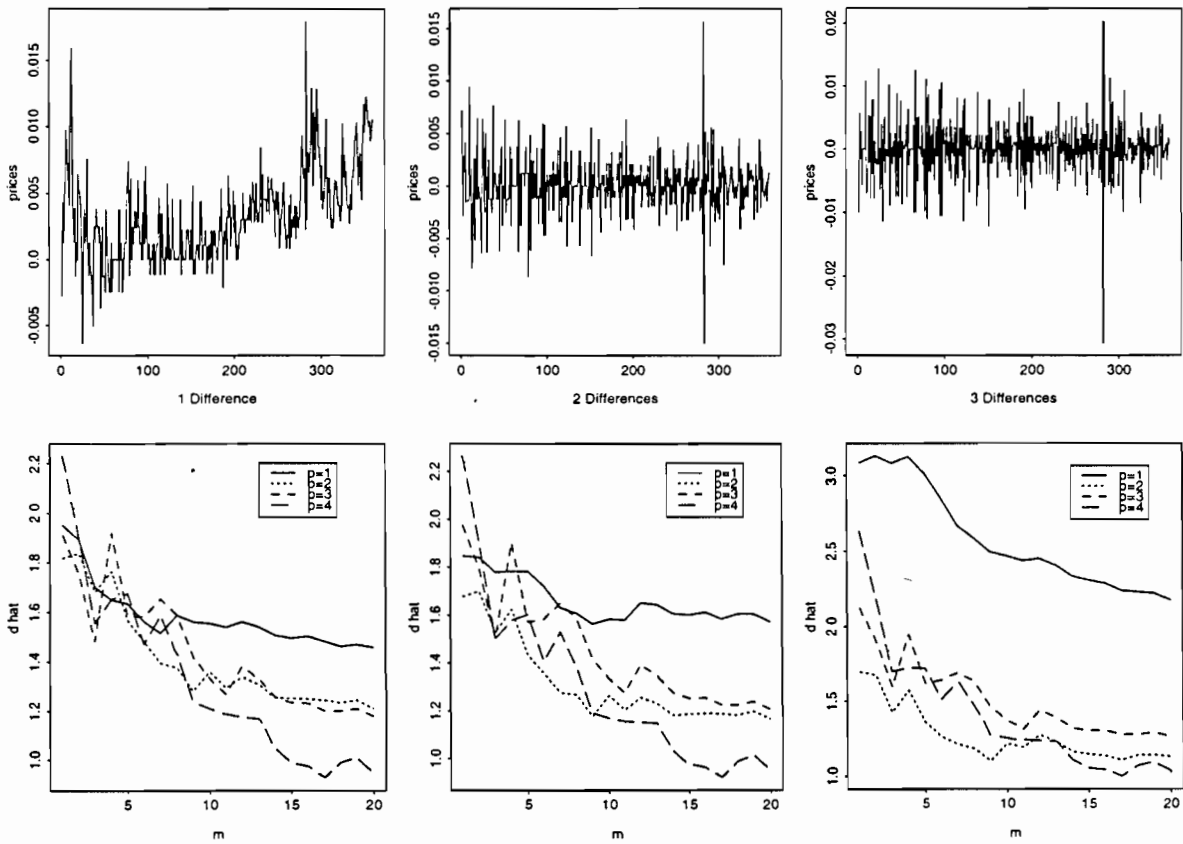 prices
0.015
0.010
0.005
0.0
-0.005
0 100 200 300
1 Difference
prices
0.015
0.010
0.005
0.0
-0.005
-0.010
-0.015
0 100 200 300
2 Differences
prices
0.02
0.01
0.0
-0.01
-0.02
-0.03
0 100 200 300
3 Differences
d hat
2.2
2.0
1.8
1.6
1.4
1.2
1.0
p=1
p=2
p=3
p=4
5 10 15 20
m
d hat
2.2
2.0
1.8
1.6
1.4
1.2
1.0
p=1
p=2
p=3
p=4
5 10 15 20
m
d hat
3.0
2.5
2.0
1.5
1.0
p=1
p=2
p=3
p=4
5 10 15 20
m